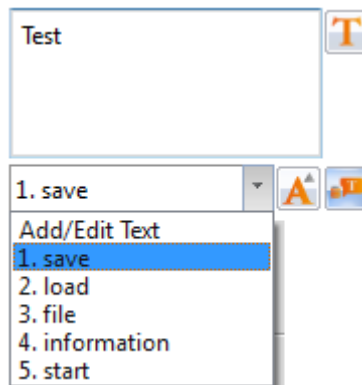 Test
T
1. save
A
T
Add/Edit Text
1. save
2. load
3. file
4. information
5. start